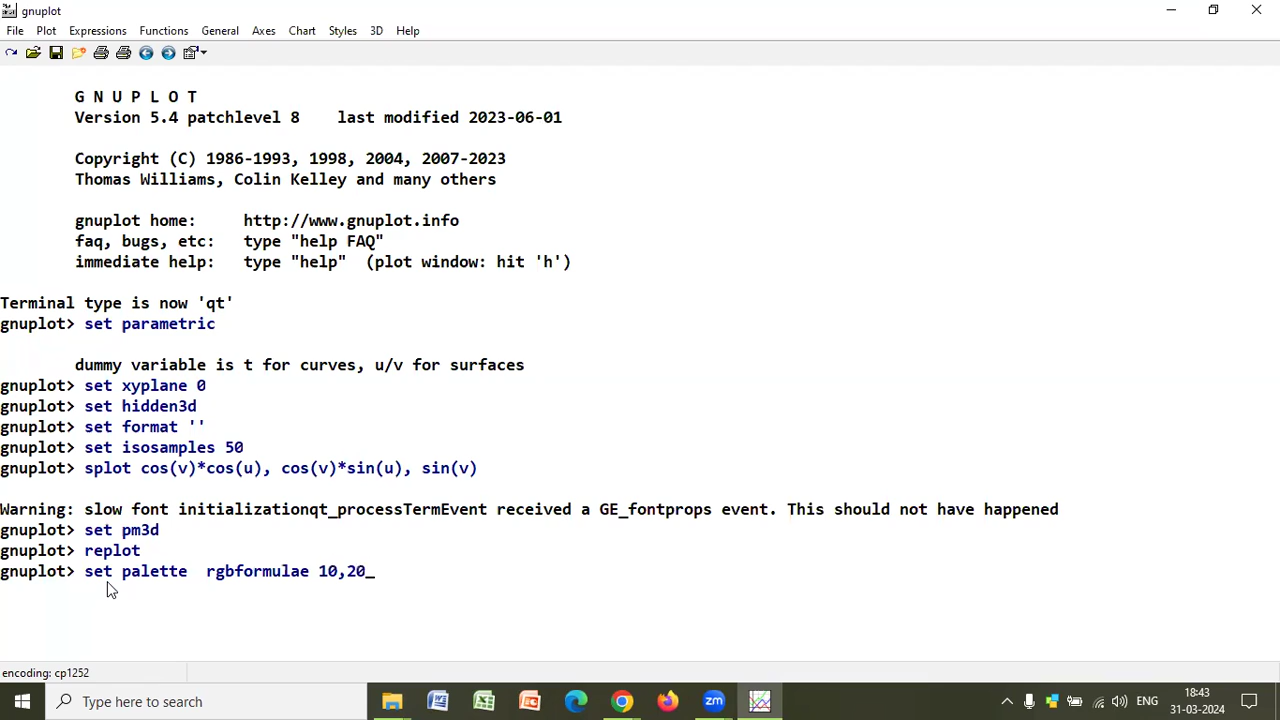 gnuplot
File Plot Expressions Functions General Axes Chart Styles 3D Help
G N U P L O T
Version 5.4 patchlevel 8    last modified 2023-06-01
Copyright (C) 1986-1993, 1998, 2004, 2007-2023
Thomas Williams, Colin Kelley and many others
gnuplot home:     http://www.gnuplot.info
faq, bugs, etc:   type "help FAQ"
immediate help:   type "help"  (plot window: hit 'h')
Terminal type is now 'qt'
gnuplot> set parametric
dummy variable is t for curves, u/v for surfaces
gnuplot> set xyplane 0
gnuplot> set hidden3d
gnuplot> set format ''
gnuplot> set isosamples 50
gnuplot> splot cos(v)*cos(u), cos(v)*sin(u), sin(v)
Warning: slow font initializationqt_processTermEvent received a GE_fontprops event. This should not have happened
gnuplot> set pm3d
gnuplot> replot
gnuplot> set palette  rgbformulae 10,20_
encoding: cp1252
Type here to search
ENG
18:43
31-03-2024